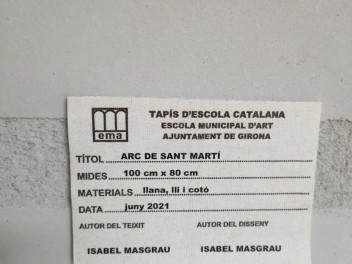 ema
TAPÍS D'ESCOLA CATALANA
ESCOLA MUNICIPAL D'ART
AJUNTAMENT DE GIRONA
TÍTOL ARC DE SANT MARTÍ
MIDES 100 cm x 80 cm
MATERIALS llana, lli i cotó
DATA juny 2021
AUTOR DEL TEIXIT AUTOR DEL DISSENY
ISABEL MASGRAU ISABEL MASGRAU